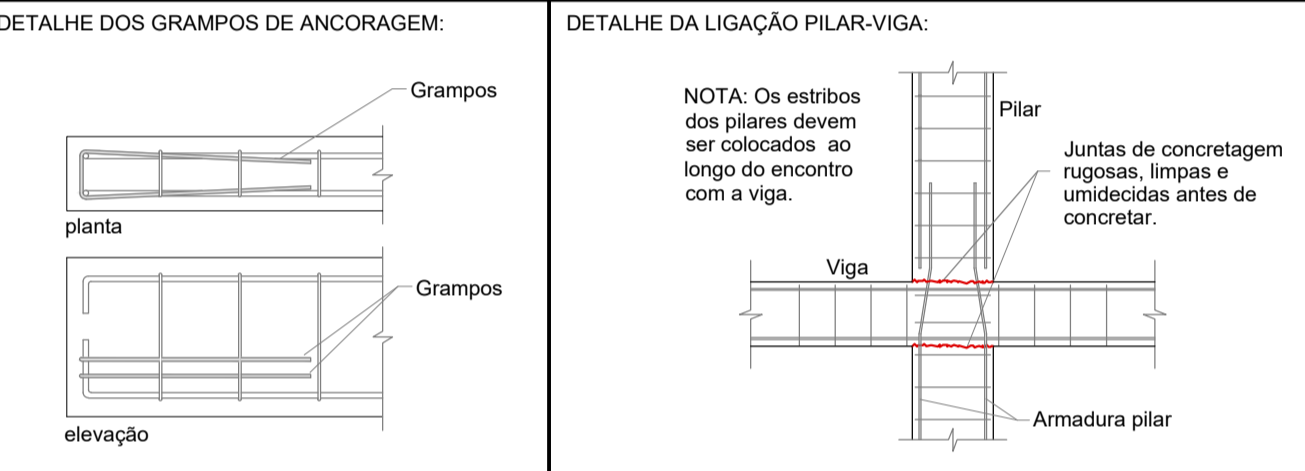 DETALHE DOS GRAMPOS DE ANCORAGEM:
Grampos
planta
Grampos
elevação
DETALHE DA LIGAÇÃO PILAR-VIGA:
NOTA: Os estribos
dos pilares devem
ser colocados ao
longo do encontro
com a viga.
Pilar
Juntas de concretagem
rugosas, limpas e
umidecidas antes de
concretar.
Viga
Armadura pilar